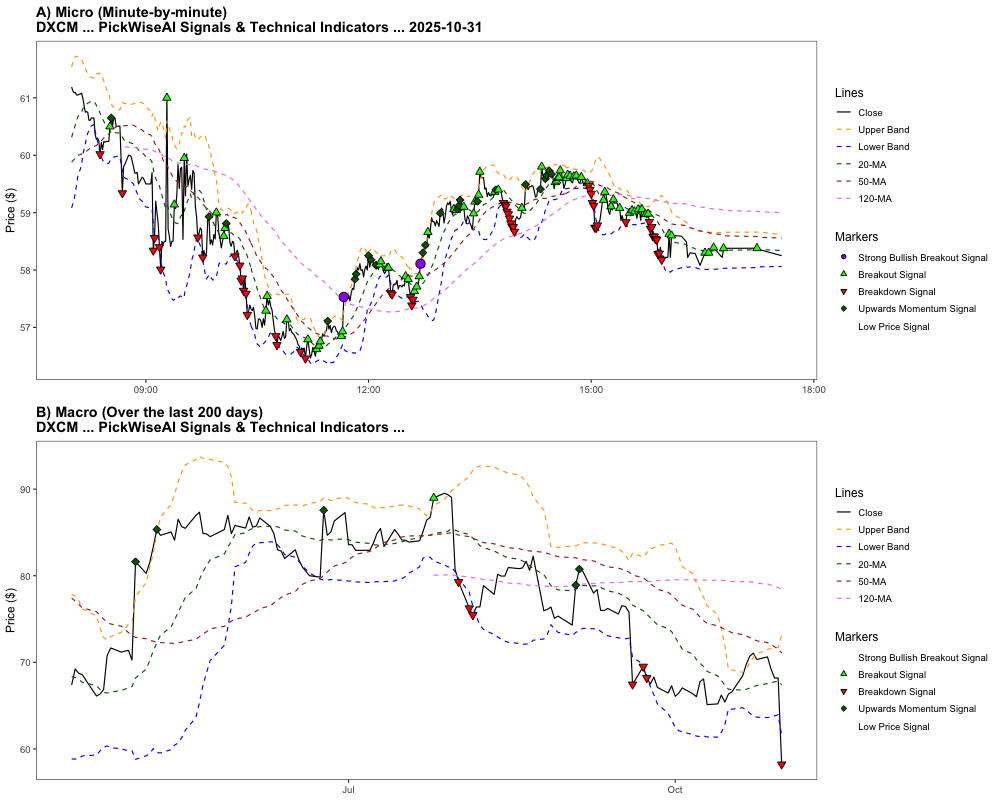 A) Micro (Minute-by-minute)
DXCM ... PickWiseAI Signals & Technical Indicators ... 2025-10-31
Price ($)
61
60
59
58
57
09:00
12:00
15:00
18:00
Lines
Close
Upper Band
Lower Band
20-MA
50-MA
120-MA
Markers
Strong Bullish Breakout Signal
Breakout Signal
Breakdown Signal
Upwards Momentum Signal
Low Price Signal
B) Macro (Over the last 200 days)
DXCM ... PickWiseAI Signals & Technical Indicators ...
Price ($)
90
80
70
60
Jul
Oct
Lines
Close
Upper Band
Lower Band
20-MA
50-MA
120-MA
Markers
Strong Bullish Breakout Signal
Breakout Signal
Breakdown Signal
Upwards Momentum Signal
Low Price Signal